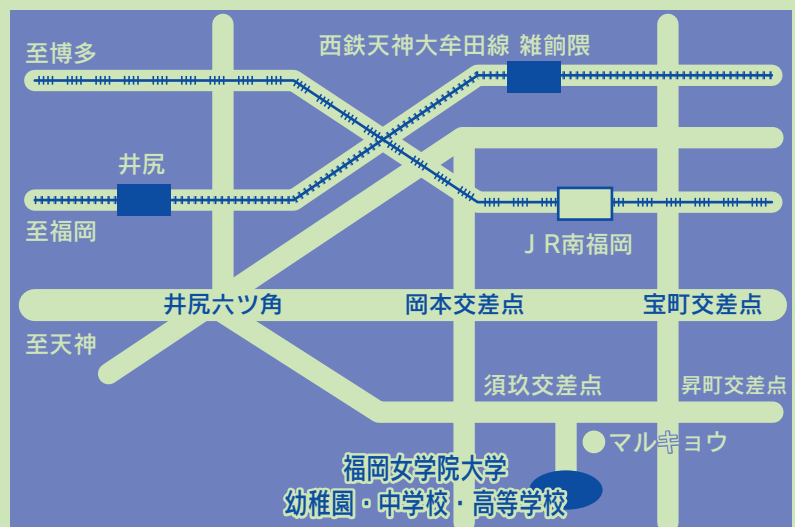 至博多
西鉄天神大牟田線 雑餉隈
井尻
至福岡
ＪＲ南福岡
井尻六ツ角
岡本交差点
宝町交差点
至天神
須玖交差点
昇町交差点
マルキョウ
福岡女学院大学
幼稚園・中学校・高等学校